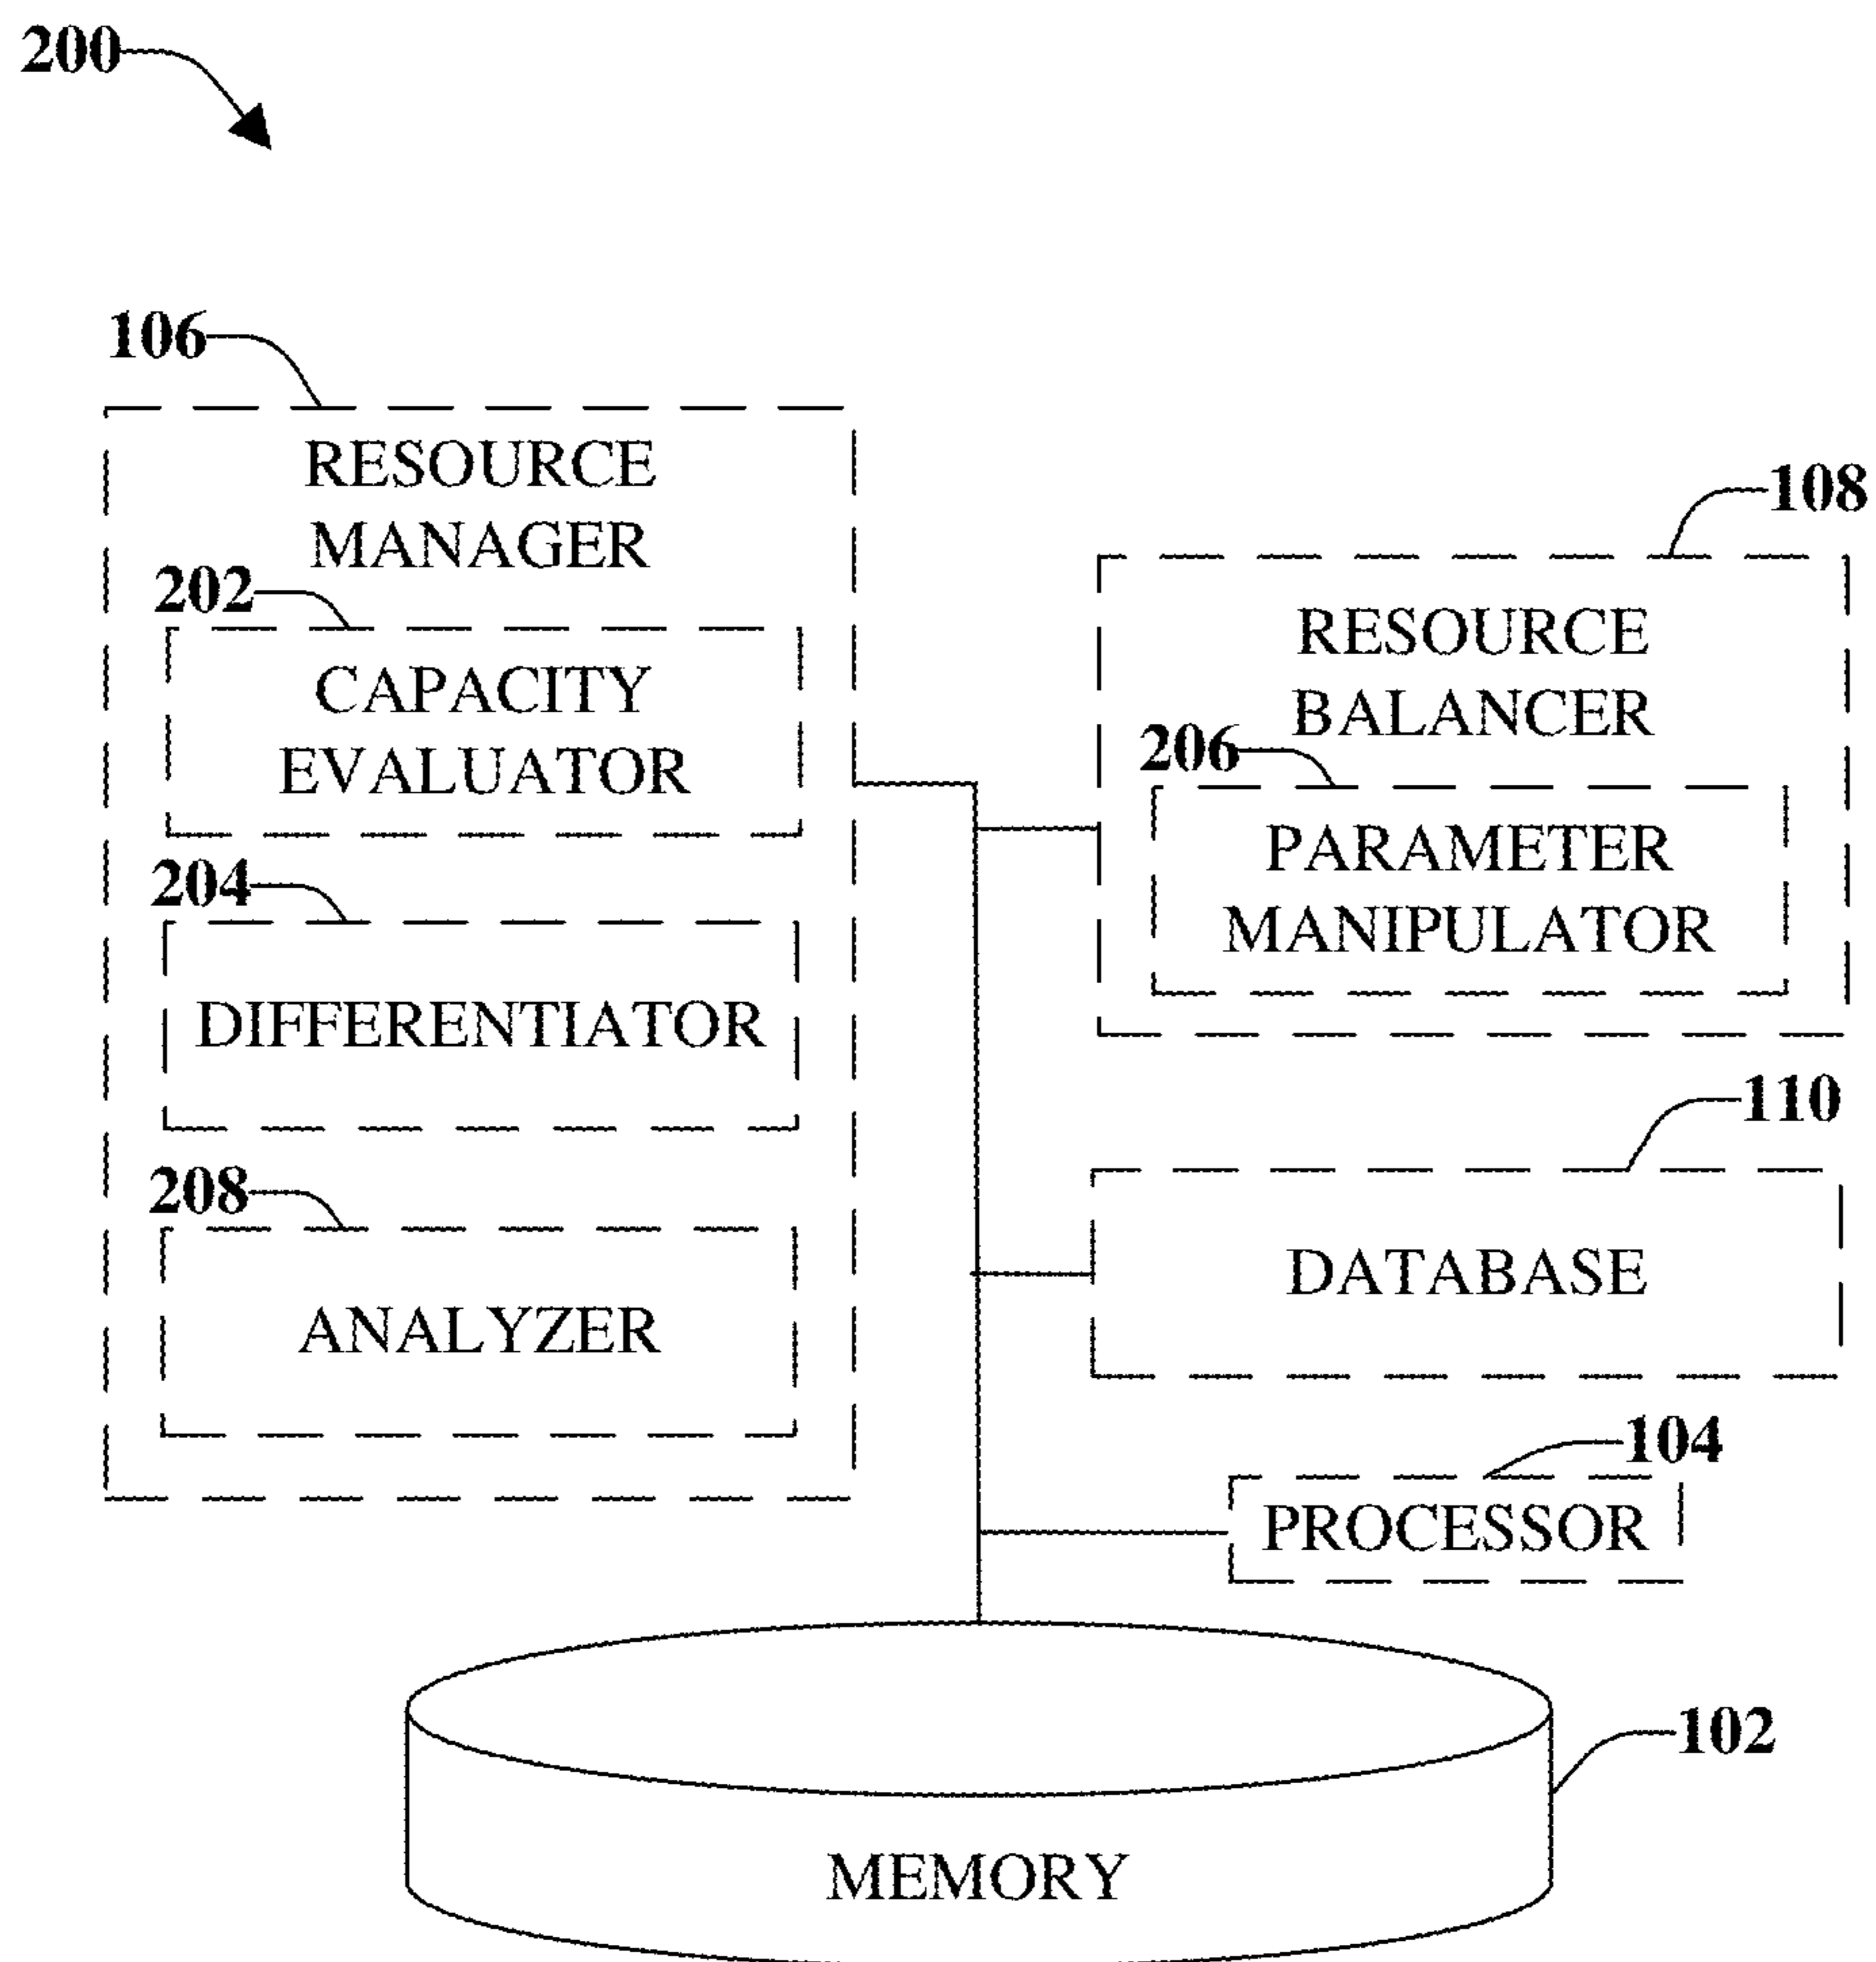 200
106
RESOURCE
MANAGER
202
CAPACITY
EVALUATOR
204
DIFFERENTIATOR
208
ANALYZER
108
RESOURCE
BALANCER
206
PARAMETER
MANIPULATOR
110
DATABASE
104
PROCESSOR
102
MEMORY